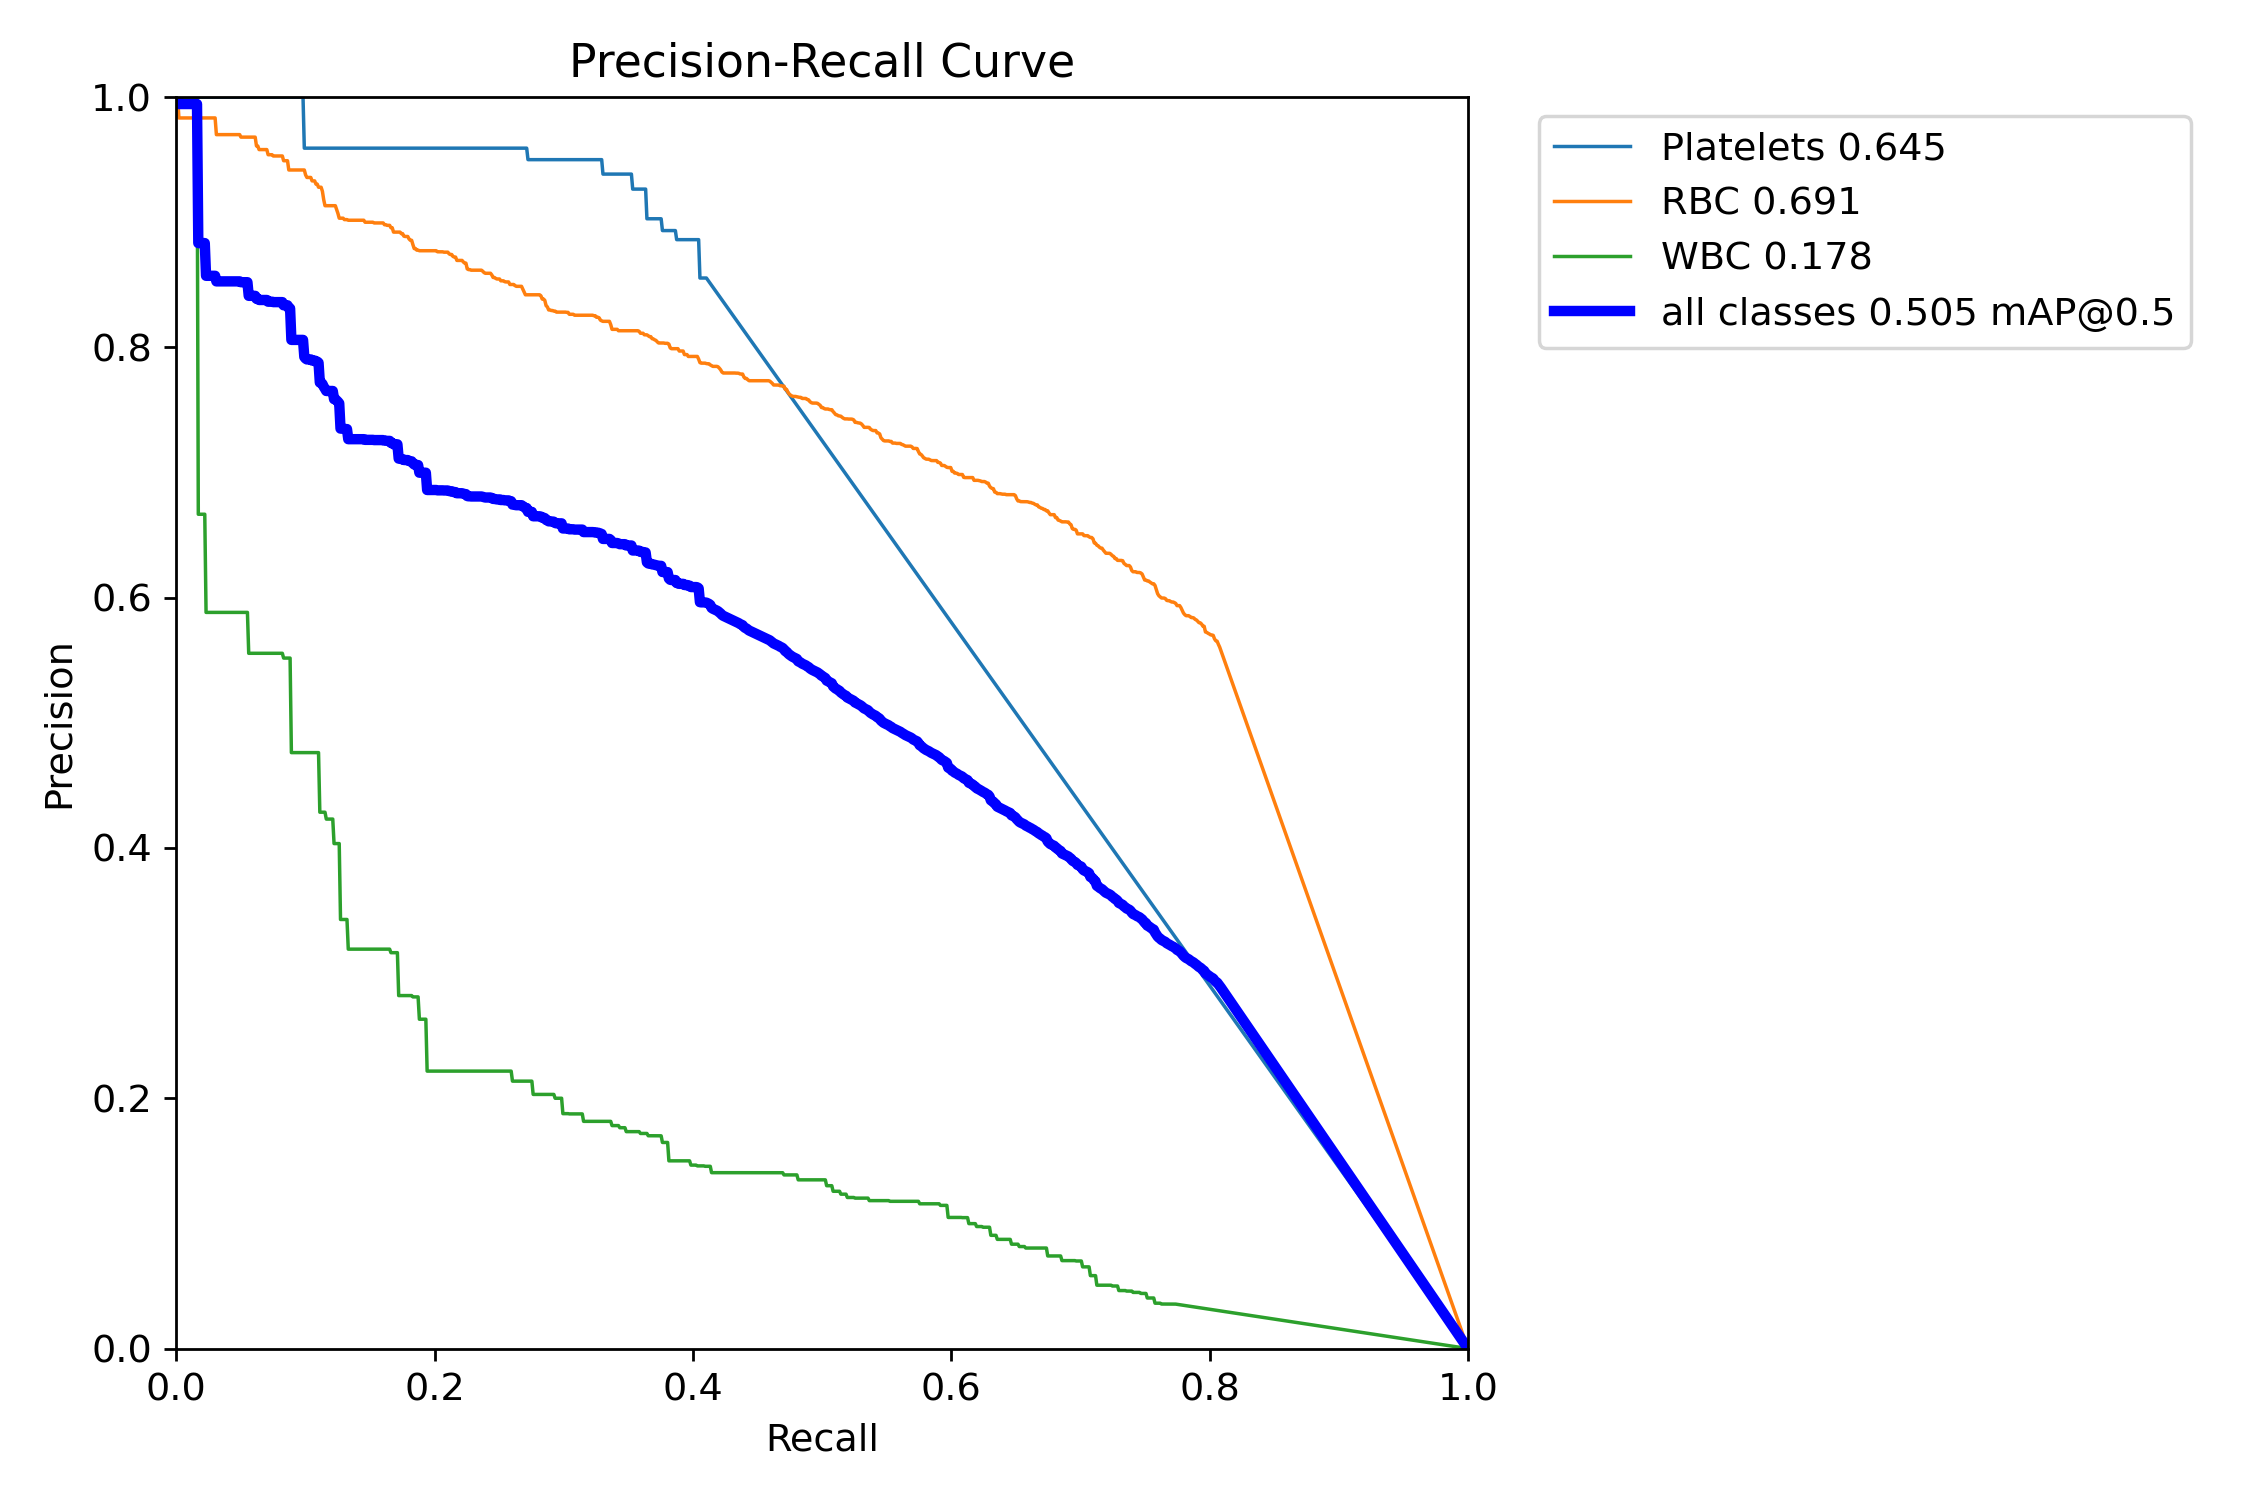 Precision-Recall Curve
1.0
0.8
0.6
0.4
0.2
0.0
Precision
0.0 0.2 0.4 0.6 0.8 1.0
Recall
Platelets 0.645
RBC 0.691
WBC 0.178
all classes 0.505 mAP@0.5